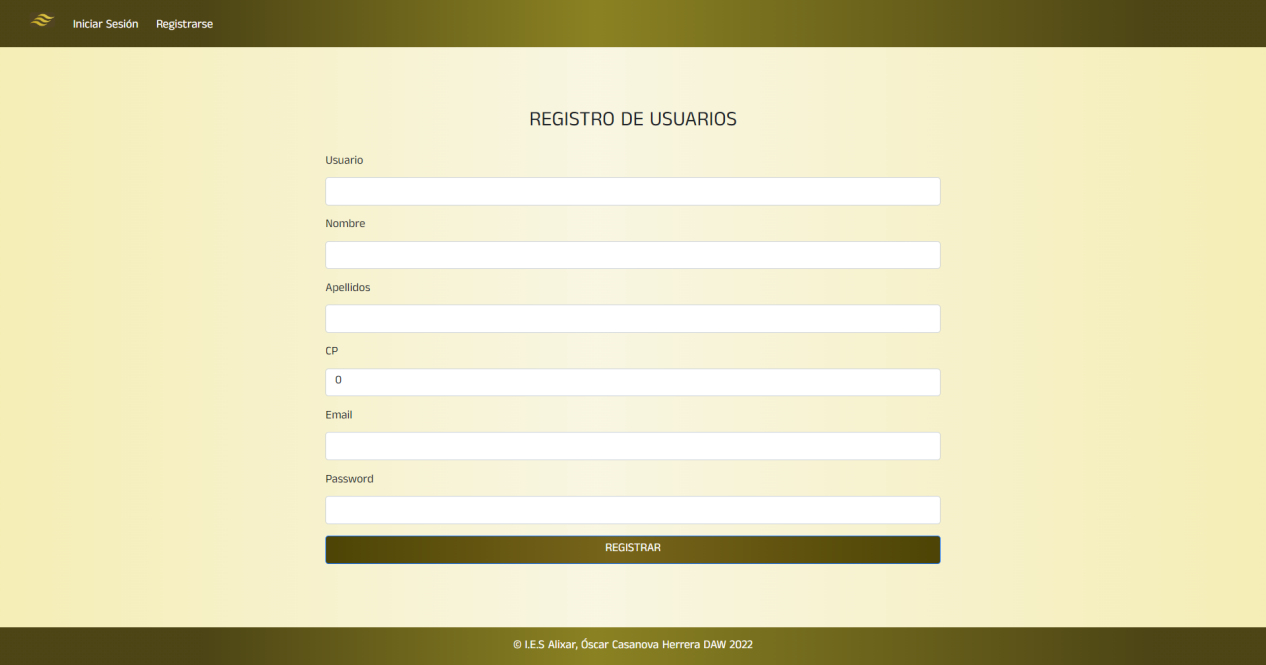 Iniciar Sesión Registrarse
REGISTRO DE USUARIOS
Usuario
Nombre
Apellidos
CP
0
Email
Password
REGISTRAR
© I.E.S Alixar, Óscar Casanova Herrera DAW 2022